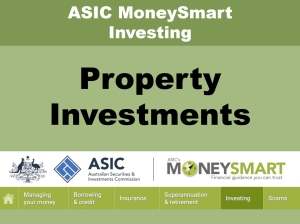 ASIC MoneySmart
Investing
Property
Investments
ASIC
Australian Securities &
Investments Commission
ASIC's
MONEYSMART
Financial guidance you can trust
Managing
your money
Borrowing
& credit
Insurance
Superannuation
& retirement
Investing
Scams